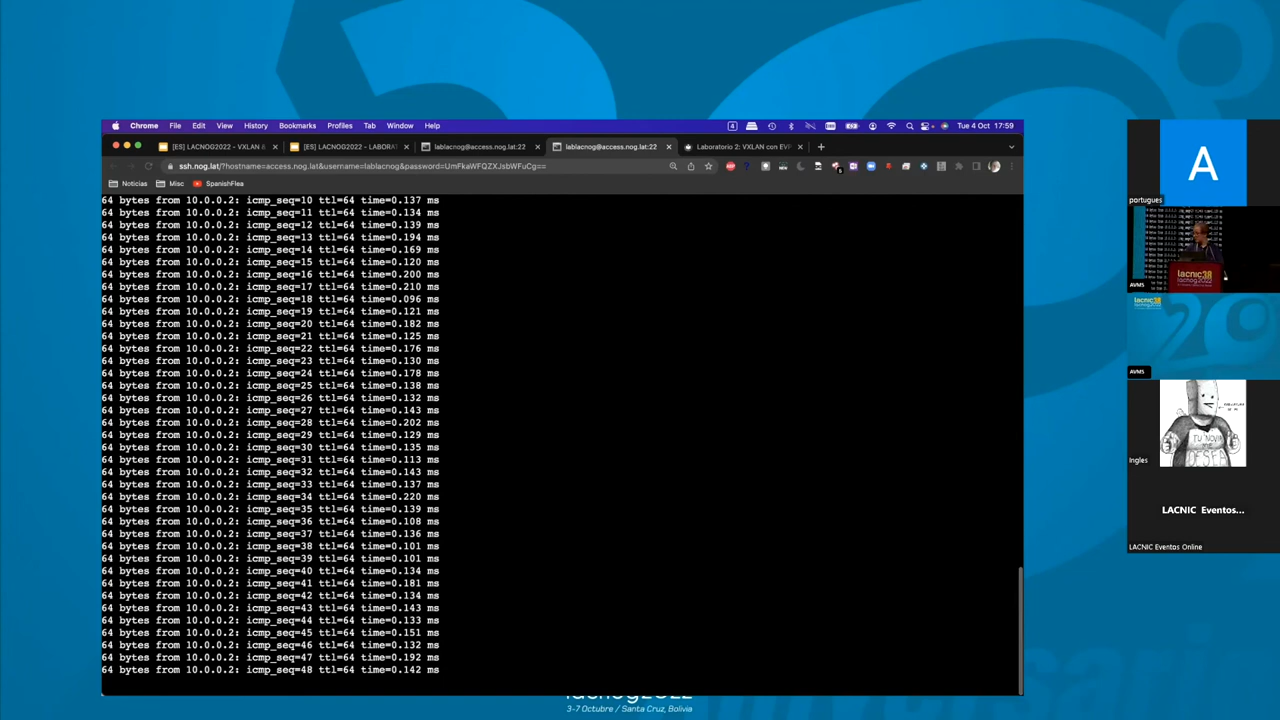 Chrome File Edit View History Bookmarks Profiles Tab Window Help
4
Tue 4 Oct 17:59
[ES] LACNOG2022 - VXLAN &
[ES] LACNOG2022 - LABORAT
lablacnog@access.nog.lat:22
lablacnog@access.nog.lat:22
Laboratorio 2: VXLAN con EVP
ssh.nog.lat/?hostname=access.nog.lat&username=lablacnog&password=UmFkaWFQZXJsbWFuCg==
Noticias Misc SpanishFlea
64 bytes from 10.0.0.2: icmp_seq=10 ttl=64 time=0.137 ms
64 bytes from 10.0.0.2: icmp_seq=11 ttl=64 time=0.134 ms
64 bytes from 10.0.0.2: icmp_seq=12 ttl=64 time=0.139 ms
64 bytes from 10.0.0.2: icmp_seq=13 ttl=64 time=0.194 ms
64 bytes from 10.0.0.2: icmp_seq=14 ttl=64 time=0.169 ms
64 bytes from 10.0.0.2: icmp_seq=15 ttl=64 time=0.120 ms
64 bytes from 10.0.0.2: icmp_seq=16 ttl=64 time=0.200 ms
64 bytes from 10.0.0.2: icmp_seq=17 ttl=64 time=0.210 ms
64 bytes from 10.0.0.2: icmp_seq=18 ttl=64 time=0.096 ms
64 bytes from 10.0.0.2: icmp_seq=19 ttl=64 time=0.121 ms
64 bytes from 10.0.0.2: icmp_seq=20 ttl=64 time=0.182 ms
64 bytes from 10.0.0.2: icmp_seq=21 ttl=64 time=0.125 ms
64 bytes from 10.0.0.2: icmp_seq=22 ttl=64 time=0.176 ms
64 bytes from 10.0.0.2: icmp_seq=23 ttl=64 time=0.130 ms
64 bytes from 10.0.0.2: icmp_seq=24 ttl=64 time=0.178 ms
64 bytes from 10.0.0.2: icmp_seq=25 ttl=64 time=0.138 ms
64 bytes from 10.0.0.2: icmp_seq=26 ttl=64 time=0.132 ms
64 bytes from 10.0.0.2: icmp_seq=27 ttl=64 time=0.143 ms
64 bytes from 10.0.0.2: icmp_seq=28 ttl=64 time=0.202 ms
64 bytes from 10.0.0.2: icmp_seq=29 ttl=64 time=0.129 ms
64 bytes from 10.0.0.2: icmp_seq=30 ttl=64 time=0.135 ms
64 bytes from 10.0.0.2: icmp_seq=31 ttl=64 time=0.113 ms
64 bytes from 10.0.0.2: icmp_seq=32 ttl=64 time=0.143 ms
64 bytes from 10.0.0.2: icmp_seq=33 ttl=64 time=0.137 ms
64 bytes from 10.0.0.2: icmp_seq=34 ttl=64 time=0.220 ms
64 bytes from 10.0.0.2: icmp_seq=35 ttl=64 time=0.139 ms
64 bytes from 10.0.0.2: icmp_seq=36 ttl=64 time=0.108 ms
64 bytes from 10.0.0.2: icmp_seq=37 ttl=64 time=0.136 ms
64 bytes from 10.0.0.2: icmp_seq=38 ttl=64 time=0.101 ms
64 bytes from 10.0.0.2: icmp_seq=39 ttl=64 time=0.101 ms
64 bytes from 10.0.0.2: icmp_seq=40 ttl=64 time=0.134 ms
64 bytes from 10.0.0.2: icmp_seq=41 ttl=64 time=0.181 ms
64 bytes from 10.0.0.2: icmp_seq=42 ttl=64 time=0.134 ms
64 bytes from 10.0.0.2: icmp_seq=43 ttl=64 time=0.143 ms
64 bytes from 10.0.0.2: icmp_seq=44 ttl=64 time=0.133 ms
64 bytes from 10.0.0.2: icmp_seq=45 ttl=64 time=0.151 ms
64 bytes from 10.0.0.2: icmp_seq=46 ttl=64 time=0.132 ms
64 bytes from 10.0.0.2: icmp_seq=47 ttl=64 time=0.192 ms
64 bytes from 10.0.0.2: icmp_seq=48 ttl=64 time=0.142 ms
lacnog2022
3-7 Octubre / Santa Cruz, Bolivia
A
portugues
lacnic38
lacnog2022
AVMS
lacnic38
AVMS
TU NOVIA
ME
DESEA
Ingles
LACNIC Eventos...
LACNIC Eventos Online